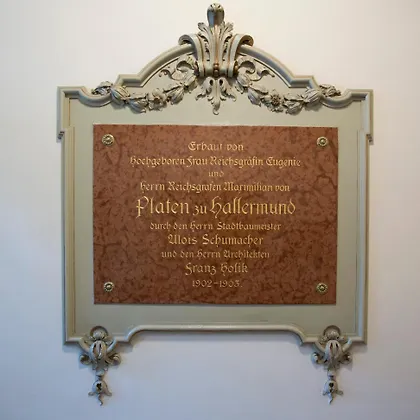 Erbaut von
Hochgeboren Frau Reichsgräfin Eugenie
und
Herrn Reichsgrafen Maximilian von
Platen zu Hallermund
durch den Herrn Stadtbaumeister
Alois Schumacher
und den Herrn Architekten
Franz Holik
1902-1903